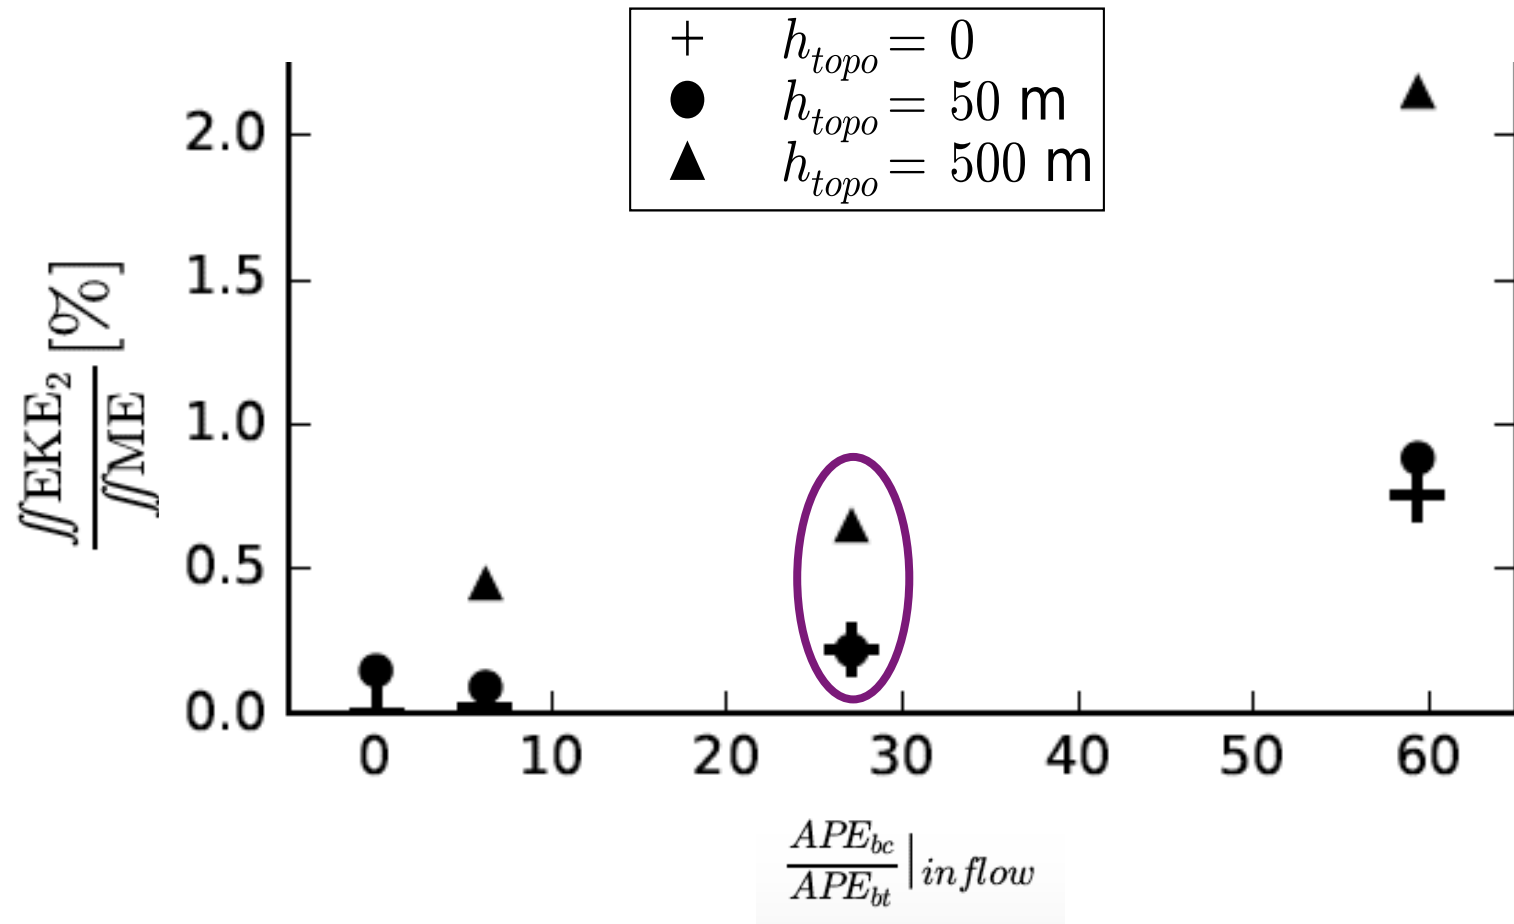 + h_topo = 0
● h_topo = 50 m
▲ h_topo = 500 m
2.0
1.5
1.0
0.5
0.0
∬EKE₂ / ∬ME [%]
0 10 20 30 40 50 60
APE_bc / APE_bt |inflow